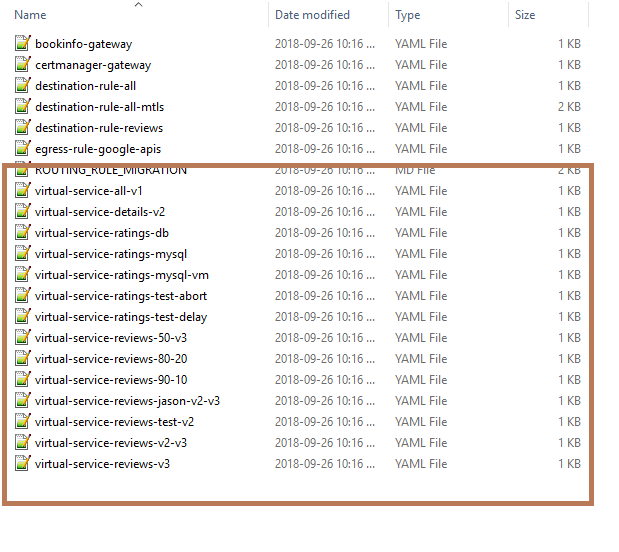 Name Date modified Type Size
bookinfo-gateway 2018-09-26 10:16 ... YAML File 1 KB
certmanager-gateway 2018-09-26 10:16 ... YAML File 1 KB
destination-rule-all 2018-09-26 10:16 ... YAML File 1 KB
destination-rule-all-mtls 2018-09-26 10:16 ... YAML File 2 KB
destination-rule-reviews 2018-09-26 10:16 ... YAML File 1 KB
egress-rule-google-apis 2018-09-26 10:16 ... YAML File 1 KB
ROUTING_RULE_MIGRATION 2018-09-26 10:16 ... MD File 2 KB
virtual-service-all-v1 2018-09-26 10:16 ... YAML File 1 KB
virtual-service-details-v2 2018-09-26 10:16 ... YAML File 1 KB
virtual-service-ratings-db 2018-09-26 10:16 ... YAML File 1 KB
virtual-service-ratings-mysql 2018-09-26 10:16 ... YAML File 1 KB
virtual-service-ratings-mysql-vm 2018-09-26 10:16 ... YAML File 1 KB
virtual-service-ratings-test-abort 2018-09-26 10:16 ... YAML File 1 KB
virtual-service-ratings-test-delay 2018-09-26 10:16 ... YAML File 1 KB
virtual-service-reviews-50-v3 2018-09-26 10:16 ... YAML File 1 KB
virtual-service-reviews-80-20 2018-09-26 10:16 ... YAML File 1 KB
virtual-service-reviews-90-10 2018-09-26 10:16 ... YAML File 1 KB
virtual-service-reviews-jason-v2-v3 2018-09-26 10:16 ... YAML File 1 KB
virtual-service-reviews-test-v2 2018-09-26 10:16 ... YAML File 1 KB
virtual-service-reviews-v2-v3 2018-09-26 10:16 ... YAML File 1 KB
virtual-service-reviews-v3 2018-09-26 10:16 ... YAML File 1 KB